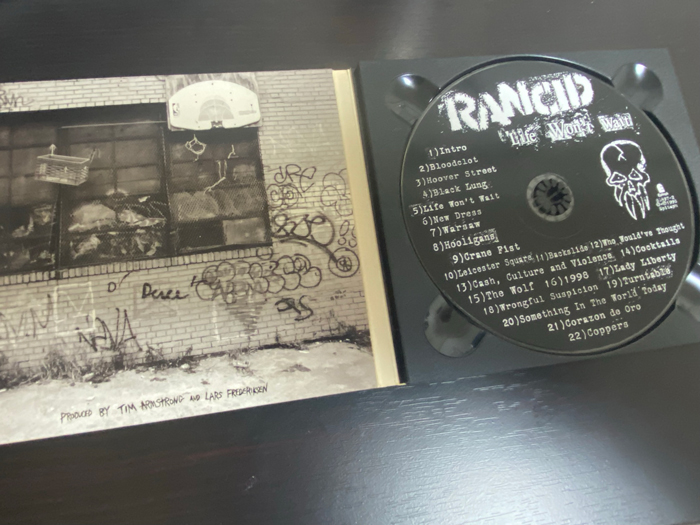 PRODUCED BY TIM ARMSTRONG AND LARS FREDERIKSEN
RANCID
Life Won't Wait
1)Intro
2)Bloodclot
3)Hoover Street
4)Black Lung
5)Life Won't Wait
6)New Dress
7)Warsaw
8)Hooligans
9)Crane Fist
10)Leicester Square 11)Backslide 12)Who Would've Thought
13)Cash, Culture and Violence 14)Cocktails
15)The Wolf 16)1998 17)Lady Liberty
18)Wrongful Suspicion 19)Turntable
20)Something In The World Today
21)Corazon de Oro
22)Coppers